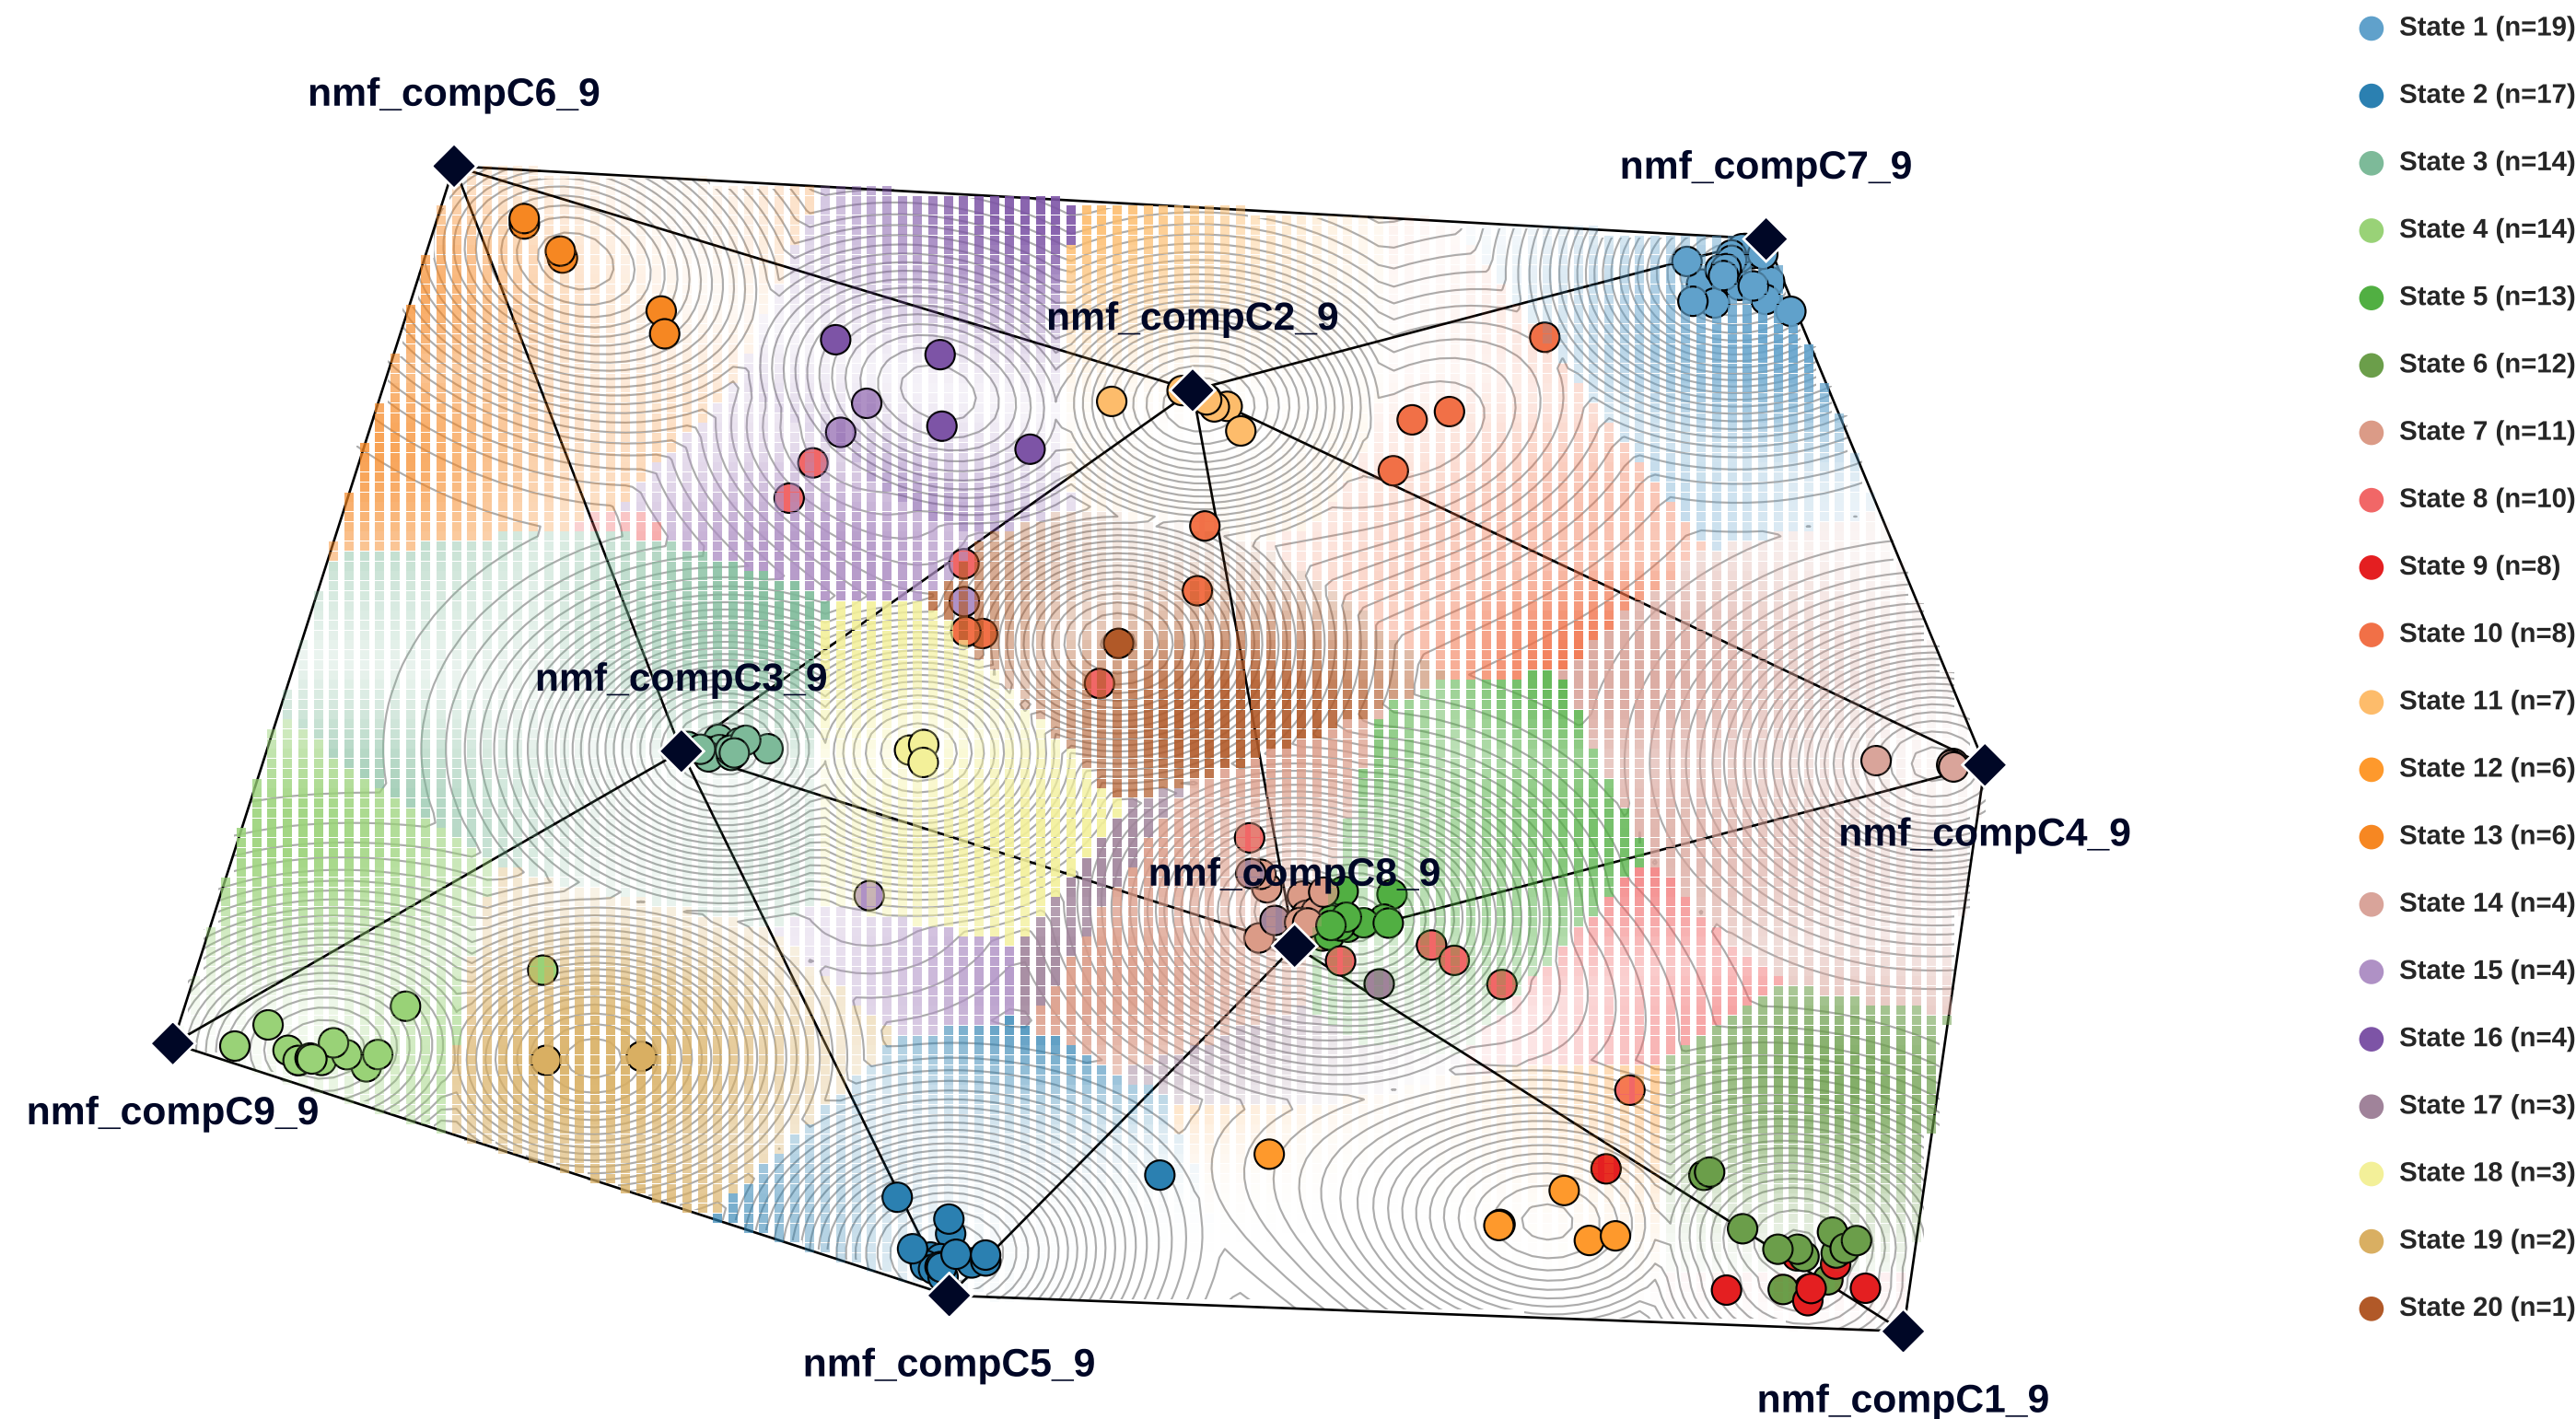 nmf_compC6_9
nmf_compC7_9
nmf_compC2_9
nmf_compC3_9
nmf_compC4_9
nmf_compC8_9
nmf_compC9_9
nmf_compC5_9
nmf_compC1_9
State 1 (n=19)
State 2 (n=17)
State 3 (n=14)
State 4 (n=14)
State 5 (n=13)
State 6 (n=12)
State 7 (n=11)
State 8 (n=10)
State 9 (n=8)
State 10 (n=8)
State 11 (n=7)
State 12 (n=6)
State 13 (n=6)
State 14 (n=4)
State 15 (n=4)
State 16 (n=4)
State 17 (n=3)
State 18 (n=3)
State 19 (n=2)
State 20 (n=1)